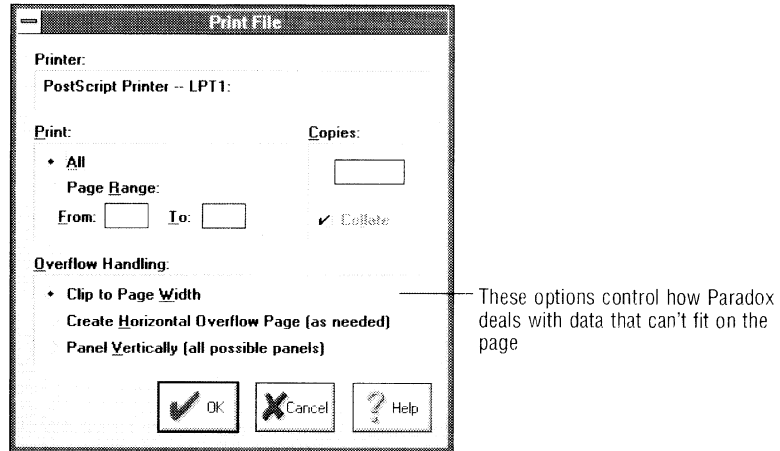 Print File
Printer:
PostScript Printer -- LPT1:
Print:
Copies:
All
Page Range:
From:
To:
Collate
Overflow Handling:
Clip to Page Width
Create Horizontal Overflow Page (as needed)
Panel Vertically (all possible panels)
These options control how Paradox
deals with data that can't fit on the
page
OK
Cancel
Help